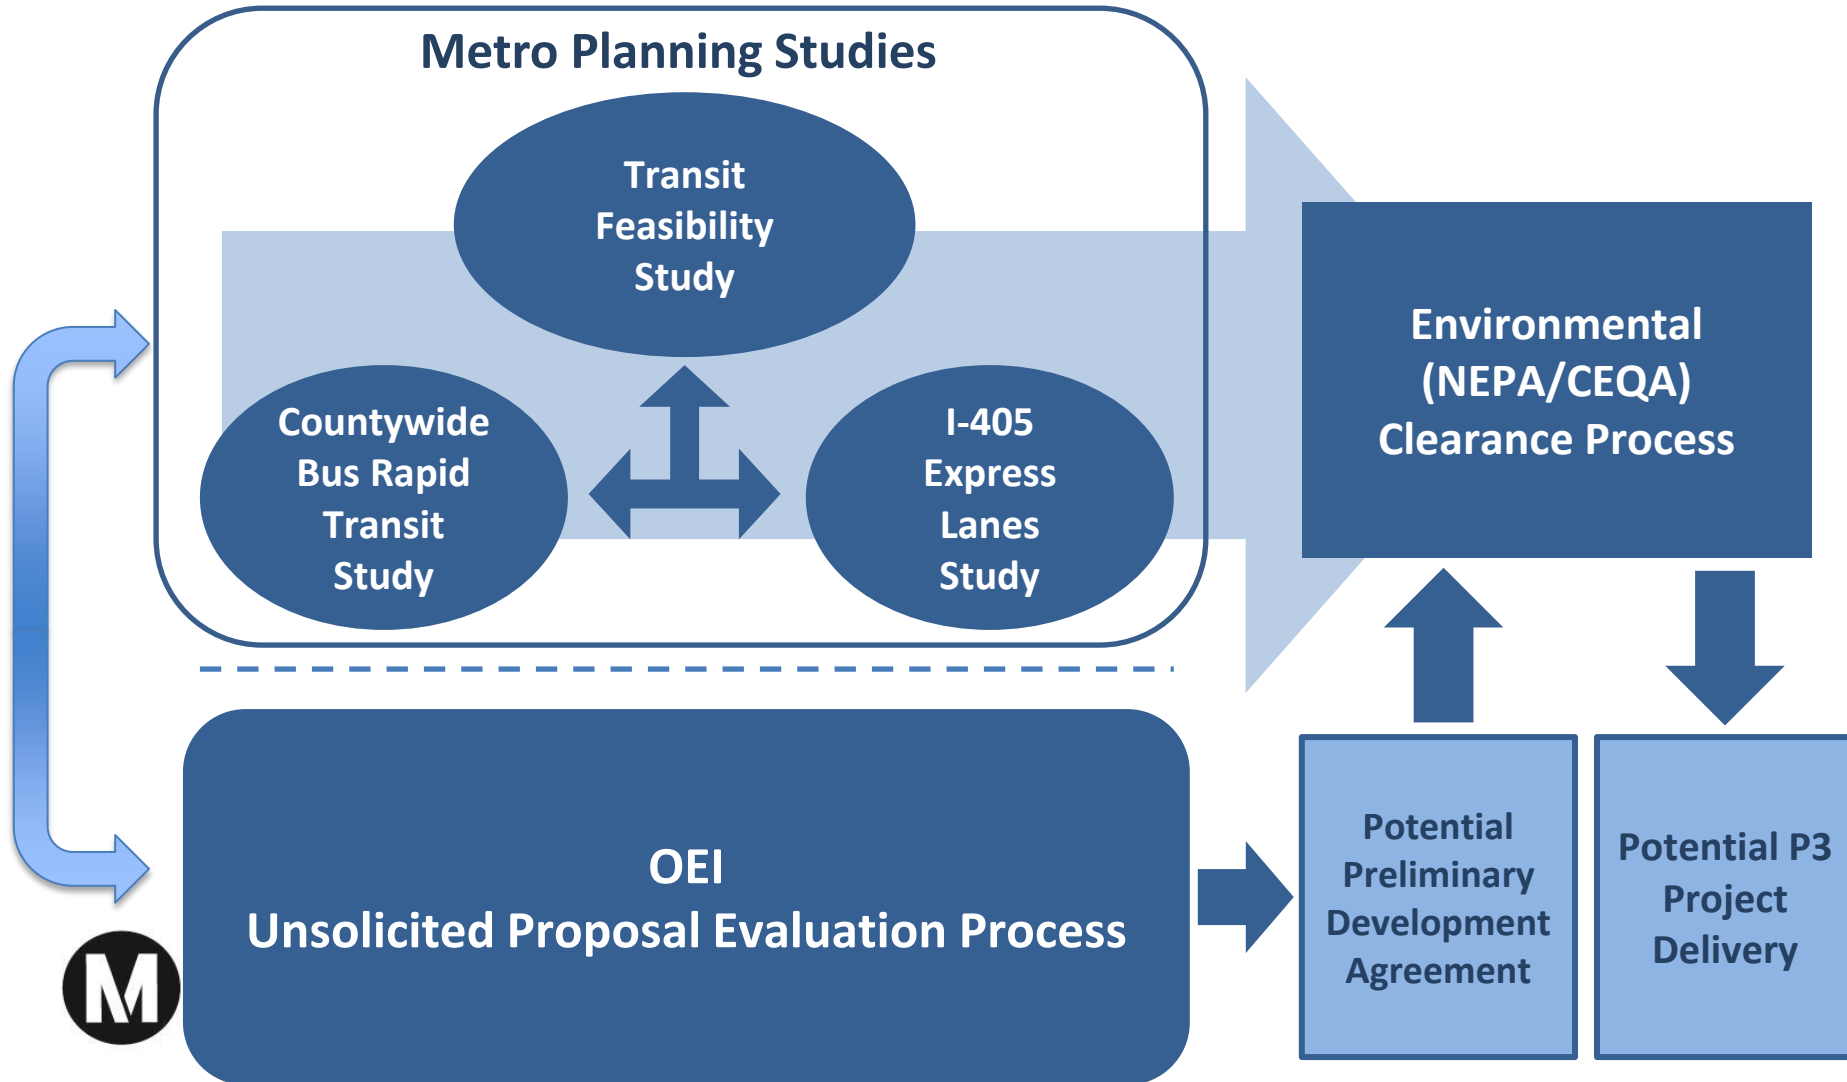 Metro Planning Studies
Transit
Feasibility
Study
Countywide
Bus Rapid
Transit
Study
I-405
Express
Lanes
Study
Environmental
(NEPA/CEQA)
Clearance Process
OEI
Unsolicited Proposal Evaluation Process
Potential
Preliminary
Development
Agreement
Potential P3
Project
Delivery
M